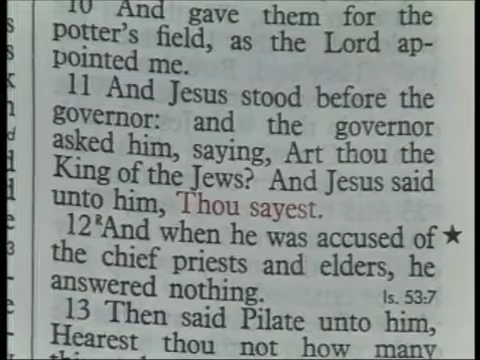 10 And gave them for the
potter's field, as the Lord ap-
pointed me.
11 And Jesus stood before the
governor: and the governor
asked him, saying, Art thou the
King of the Jews? And Jesus said
unto him, Thou sayest.
12 And when he was accused of ★
the chief priests and elders, he
answered nothing. Is. 53:7
13 Then said Pilate unto him,
Hearest thou not how many